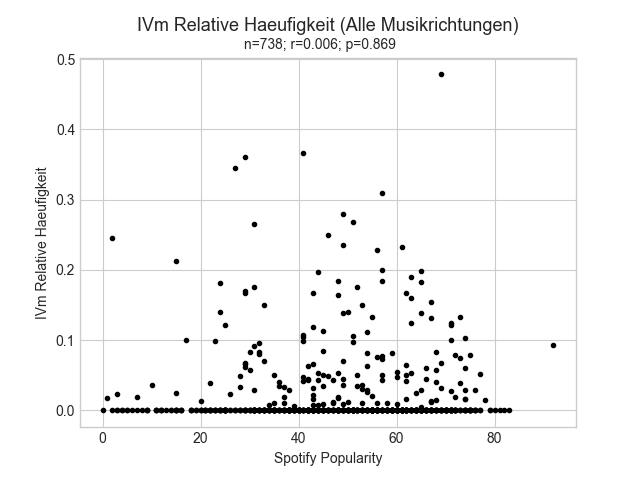 IVm Relative Haeufigkeit (Alle Musikrichtungen)
n=738; r=0.006; p=0.869
0.5
0.4
0.3
0.2
0.1
0.0
IVm Relative Haeufigkeit
0 20 40 60 80
Spotify Popularity